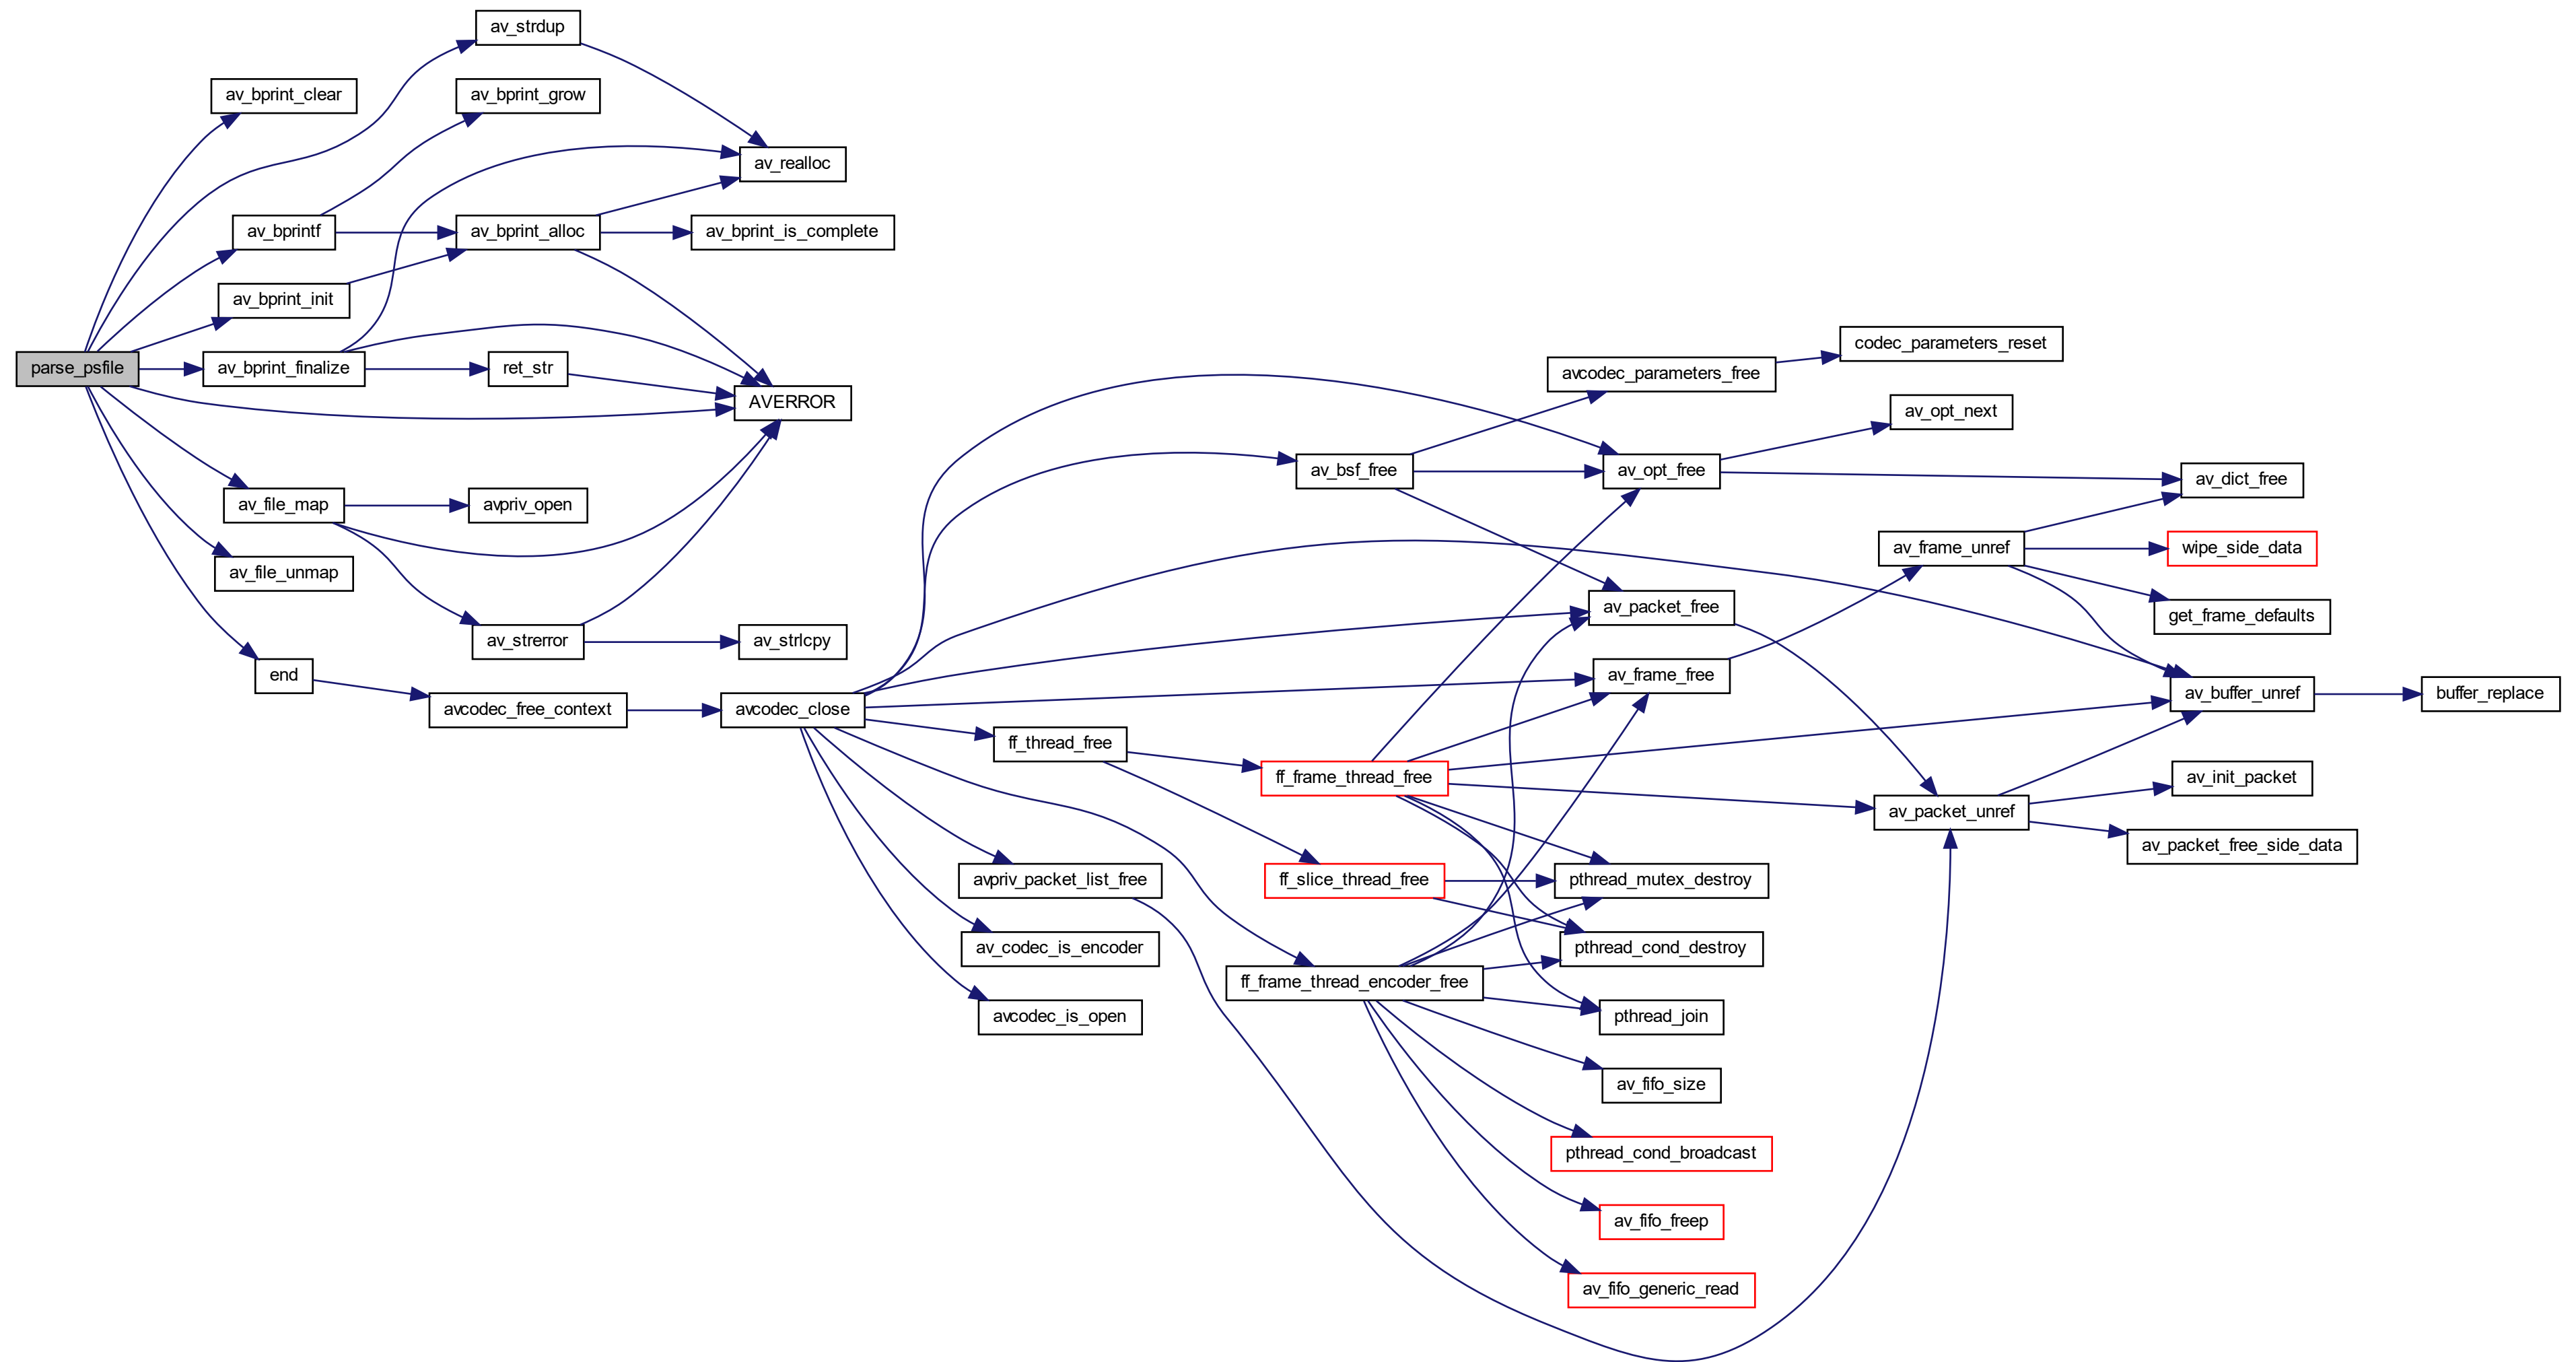 av_strdup
av_bprint_clear
av_bprint_grow
av_realloc
av_bprintf
av_bprint_alloc
av_bprint_is_complete
av_bprint_init
parse_psfile
av_bprint_finalize
ret_str
AVERROR
av_file_map
avpriv_open
av_file_unmap
av_strerror
av_strlcpy
end
avcodec_free_context
avcodec_close
codec_parameters_reset
avcodec_parameters_free
av_opt_next
av_bsf_free
av_opt_free
av_dict_free
av_frame_unref
wipe_side_data
av_packet_free
get_frame_defaults
av_frame_free
av_buffer_unref
buffer_replace
ff_thread_free
ff_frame_thread_free
av_init_packet
av_packet_unref
av_packet_free_side_data
avpriv_packet_list_free
ff_slice_thread_free
pthread_mutex_destroy
av_codec_is_encoder
pthread_cond_destroy
ff_frame_thread_encoder_free
avcodec_is_open
pthread_join
av_fifo_size
pthread_cond_broadcast
av_fifo_freep
av_fifo_generic_read